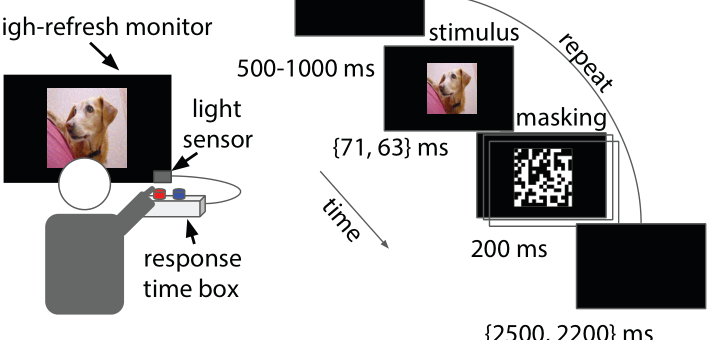 igh-refresh monitor
light
sensor
response
time box
500-1000 ms
stimulus
{71, 63} ms
masking
repeat
time
200 ms
{2500, 2200} ms